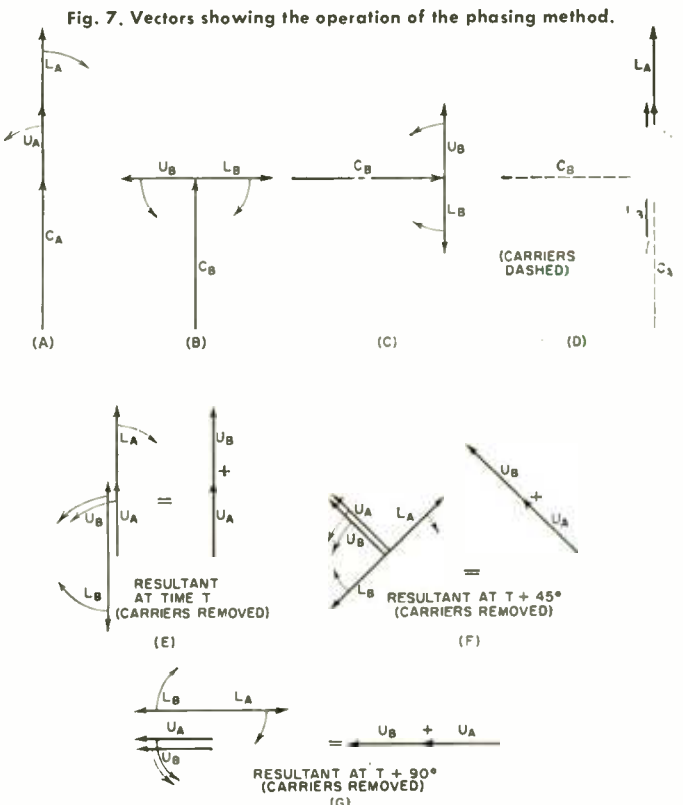 Fig. 7. Vectors showing the operation of the phasing method.
LA
UA
CA
(A)
UB LB
CB
(B)
CB
UB
LB
(C)
LA
CB
(CARRIERS
DASHED)
(D)
LA
UB UA
LB
=
UB
+
UA
RESULTANT
AT TIME T
(CARRIERS REMOVED)
(E)
UA
UB
LA
LB
=
UB
+
UA
RESULTANT AT T + 45°
(CARRIERS REMOVED)
(F)
LB LA
UA
UB
= UB + UA
RESULTANT AT T + 90°
(CARRIERS REMOVED)
(G)